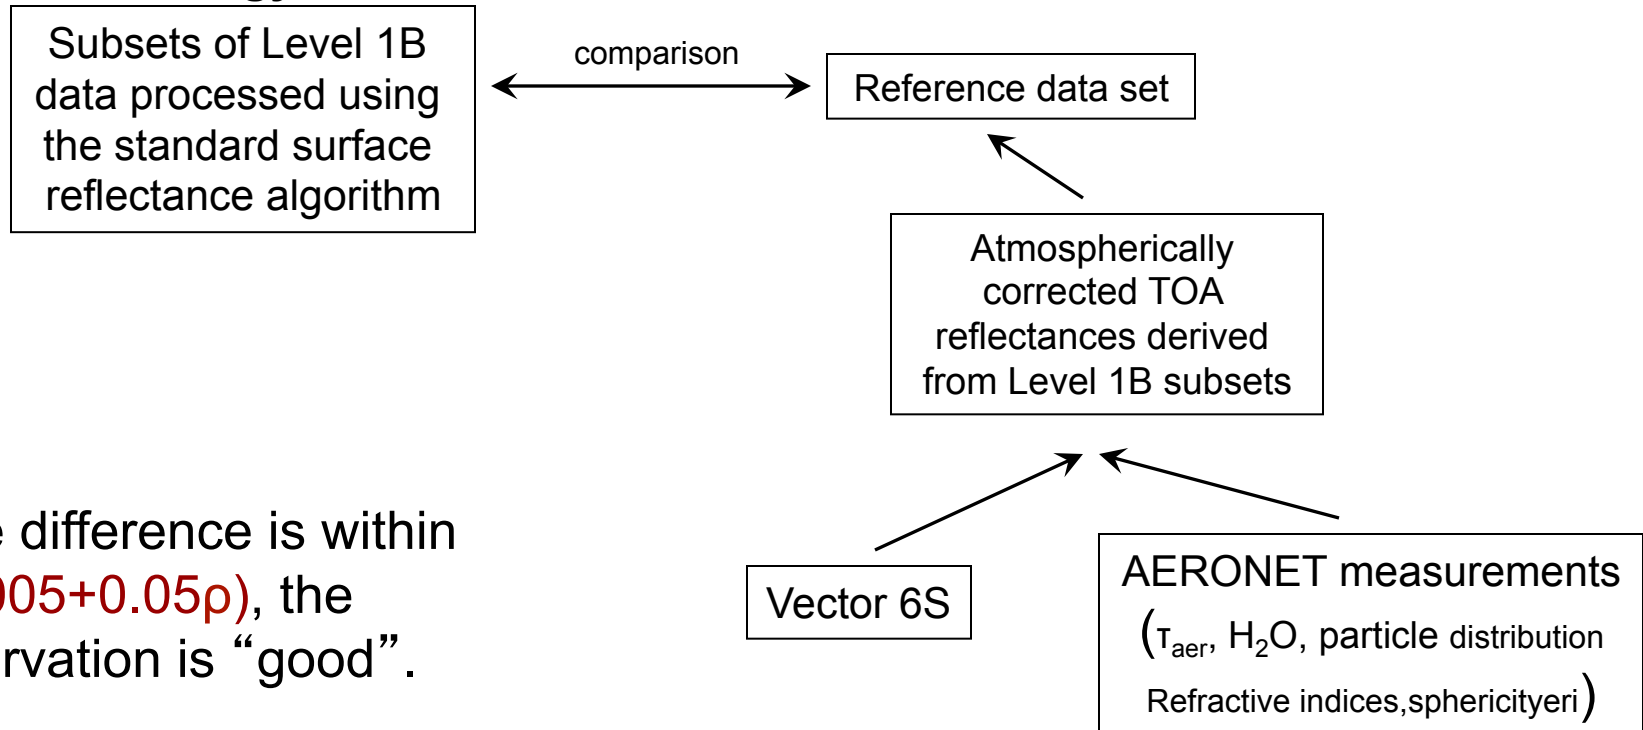 Subsets of Level 1B
data processed using
the standard surface
reflectance algorithm
comparison
Reference data set
Atmospherically
corrected TOA
reflectances derived
from Level 1B subsets
difference is within
005+0.05ρ), the
rvation is “good”.
Vector 6S
AERONET measurements
(τaer, H2O, particle distribution
Refractive indices,sphericityeri)